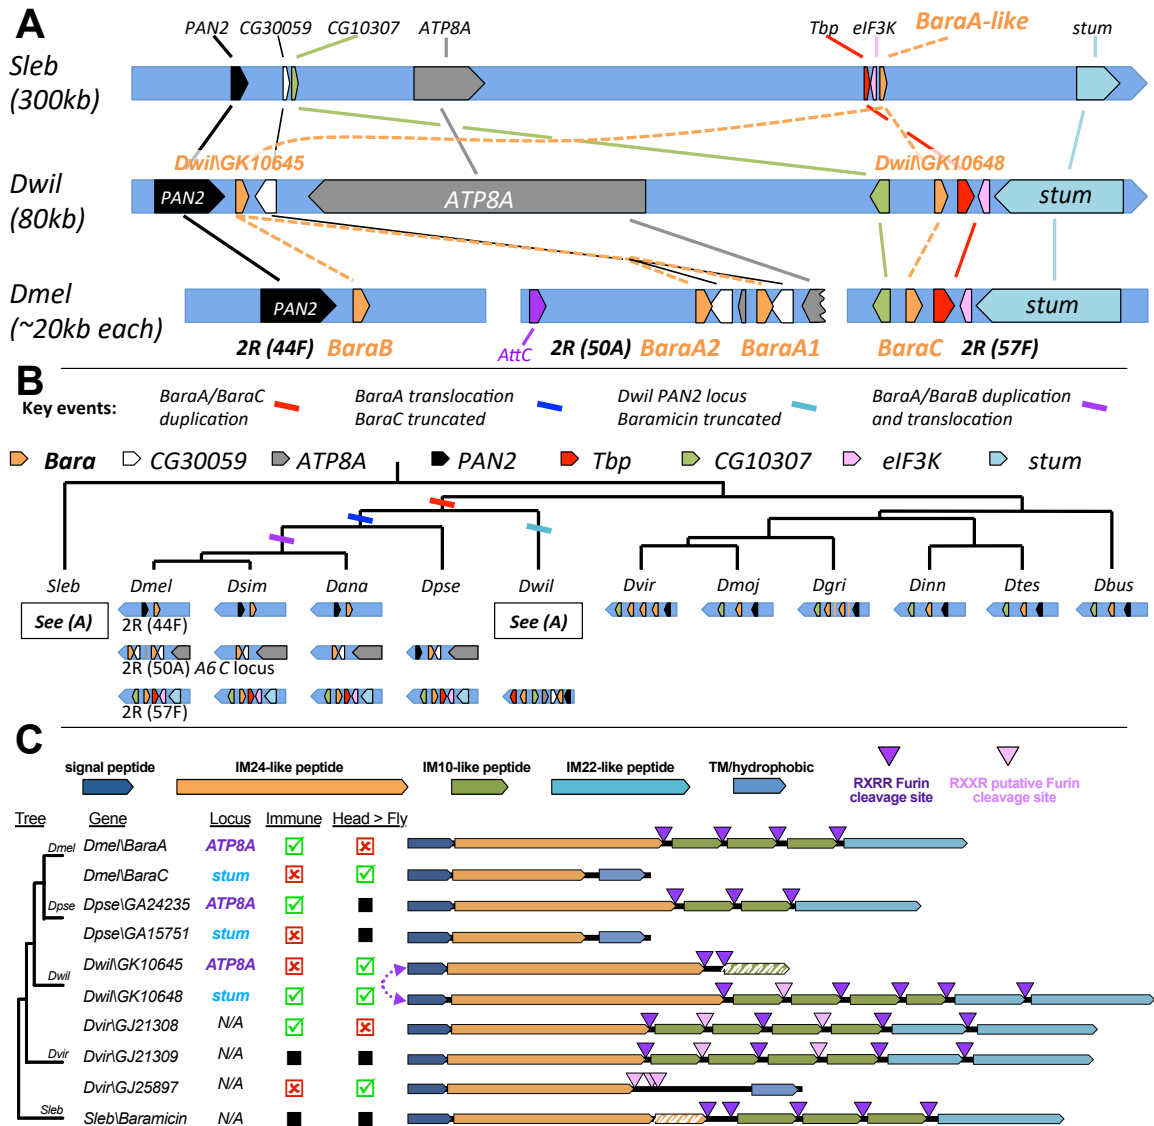 A
PAN2 CG30059 CG10307 ATP8A Tbp eIF3K BaraA-like stum
Sleb
(300kb)
Dwil\GK10645 Dwil\GK10648
Dwil
(80kb)
PAN2 ATP8A stum
Dmel
(~20kb each)
PAN2 stum
2R (44F) BaraB AttC 2R (50A) BaraA2 BaraA1 BaraC 2R (57F)
B
Key events:
BaraA/BaraC
duplication
BaraA translocation
BaraC truncated
Dwil PAN2 locus
Baramicin truncated
BaraA/BaraB duplication
and translocation
Bara CG30059 ATP8A PAN2 Tbp CG10307 eIF3K stum
Sleb Dmel Dsim Dana Dpse Dwil Dvir Dmoj Dgri Dinn Dtes Dbus
See (A) See (A)
2R (44F)
2R (50A) A6C locus
2R (57F)
C
signal peptide IM24-like peptide IM10-like peptide IM22-like peptide TM/hydrophobic
RXRR Furin
cleavage site
RXXR putative Furin
cleavage site
Tree Gene Locus Immune Head > Fly
Dmel Dmel\BaraA ATP8A
Dmel\BaraC stum
Dpse Dpse\GA24235 ATP8A
Dpse\GA15751 stum
Dwil\GK10645 ATP8A
Dwil
Dwil\GK10648 stum
Dvir\GJ21308 N/A
Dvir Dvir\GJ21309 N/A
Dvir\GJ25897 N/A
Sleb Sleb\Baramicin N/A